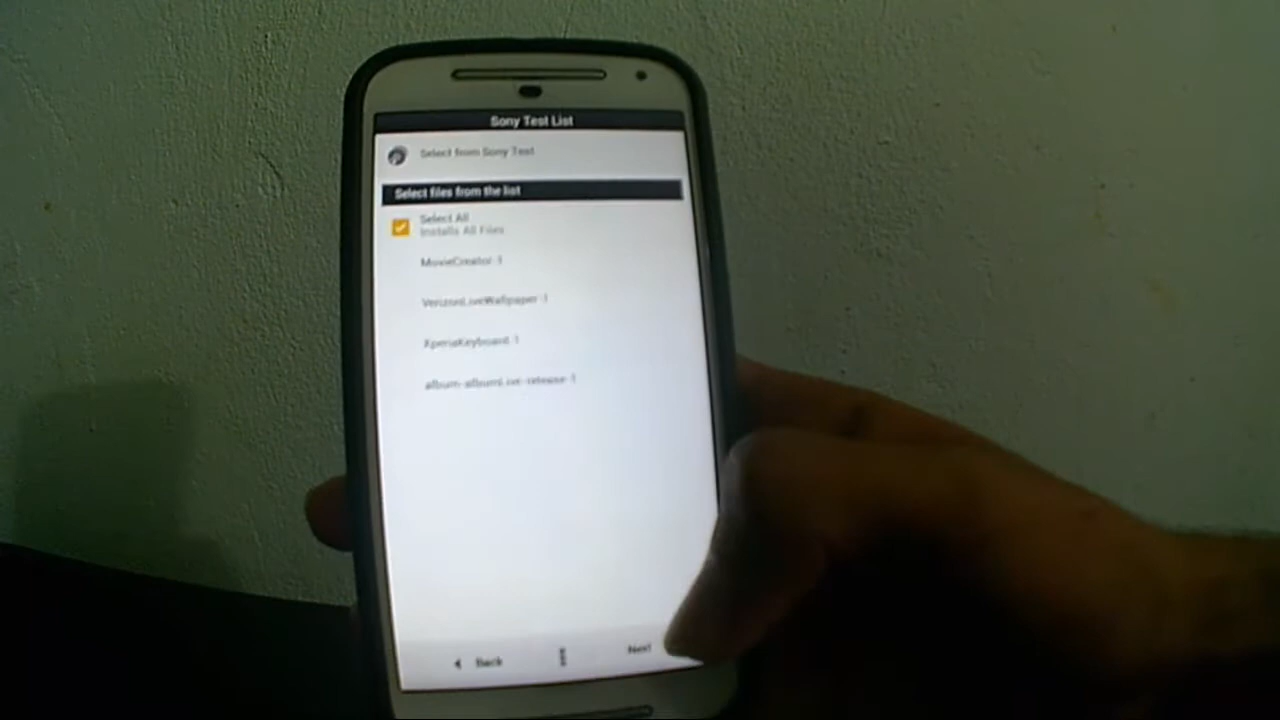 Sony Test List
Select from Sony Test
Select files from the list
Select All
Installs All Files
MovieCreator-1
VerizonLiveWallpaper-1
XperiaKeyboard-1
album-albumLive-release-1
Back
Next